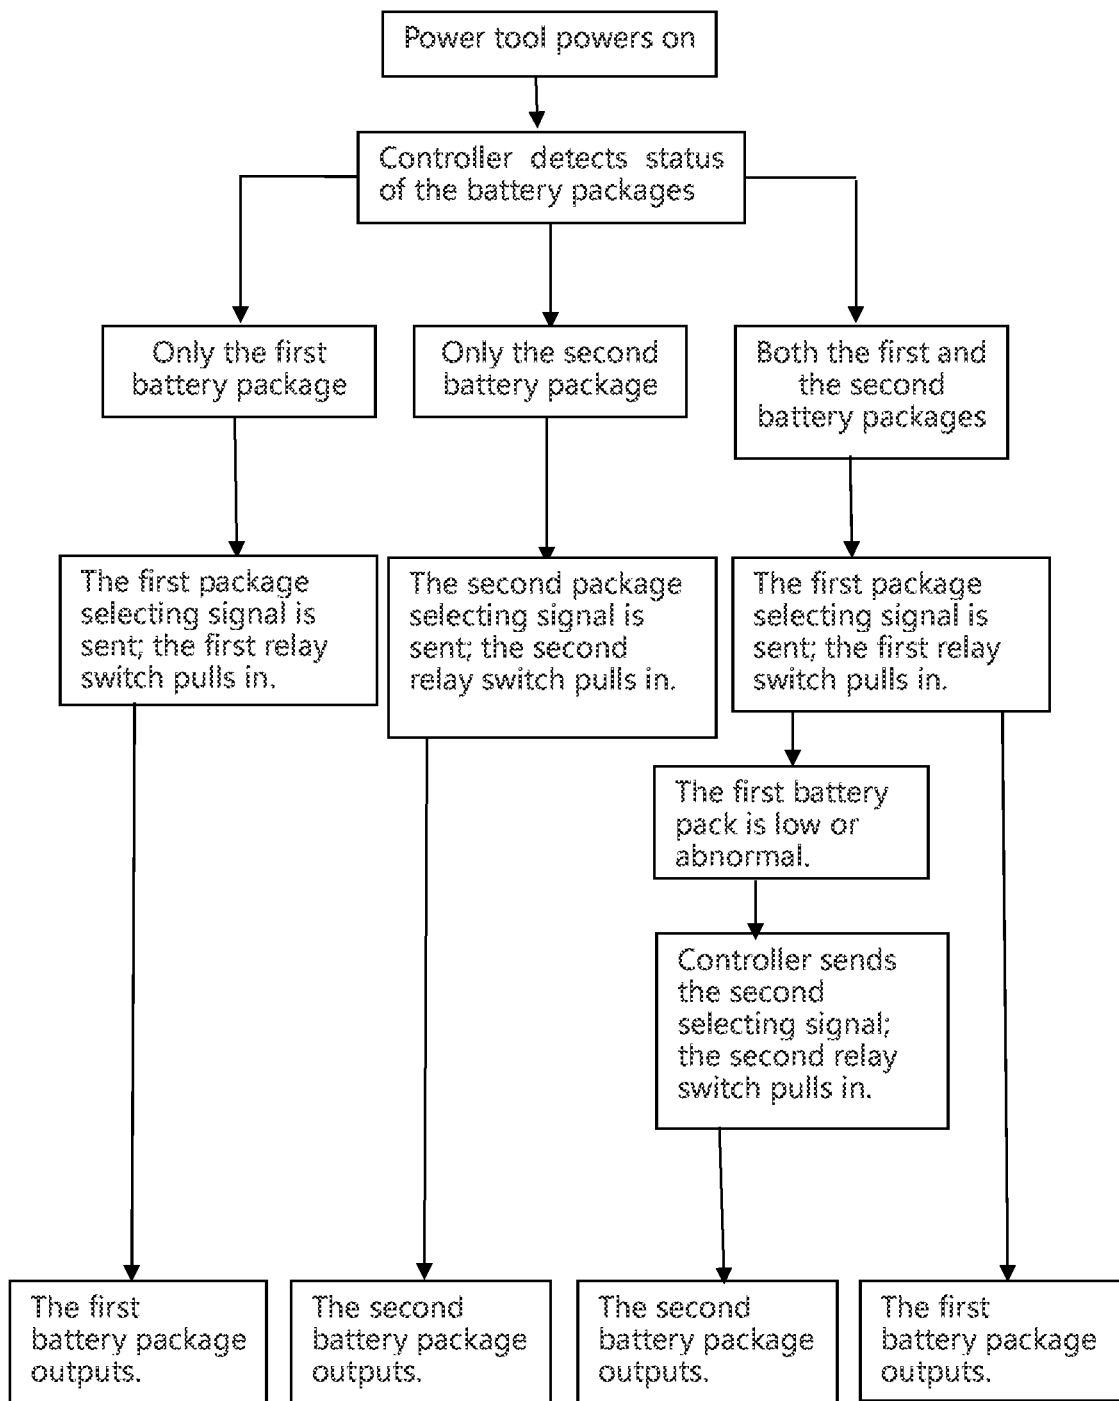 Power tool powers on
Controller detects status
of the battery packages
Only the first
battery package
Only the second
battery package
Both the first and
the second
battery packages
The first package
selecting signal is
sent; the first relay
switch pulls in.
The second package
selecting signal is
sent; the second
relay switch pulls in.
The first package
selecting signal is
sent; the first relay
switch pulls in.
The first battery
pack is low or
abnormal.
Controller sends
the second
selecting signal;
the second relay
switch pulls in.
The first
battery package
outputs.
The second
battery package
outputs.
The second
battery package
outputs.
The first
battery package
outputs.